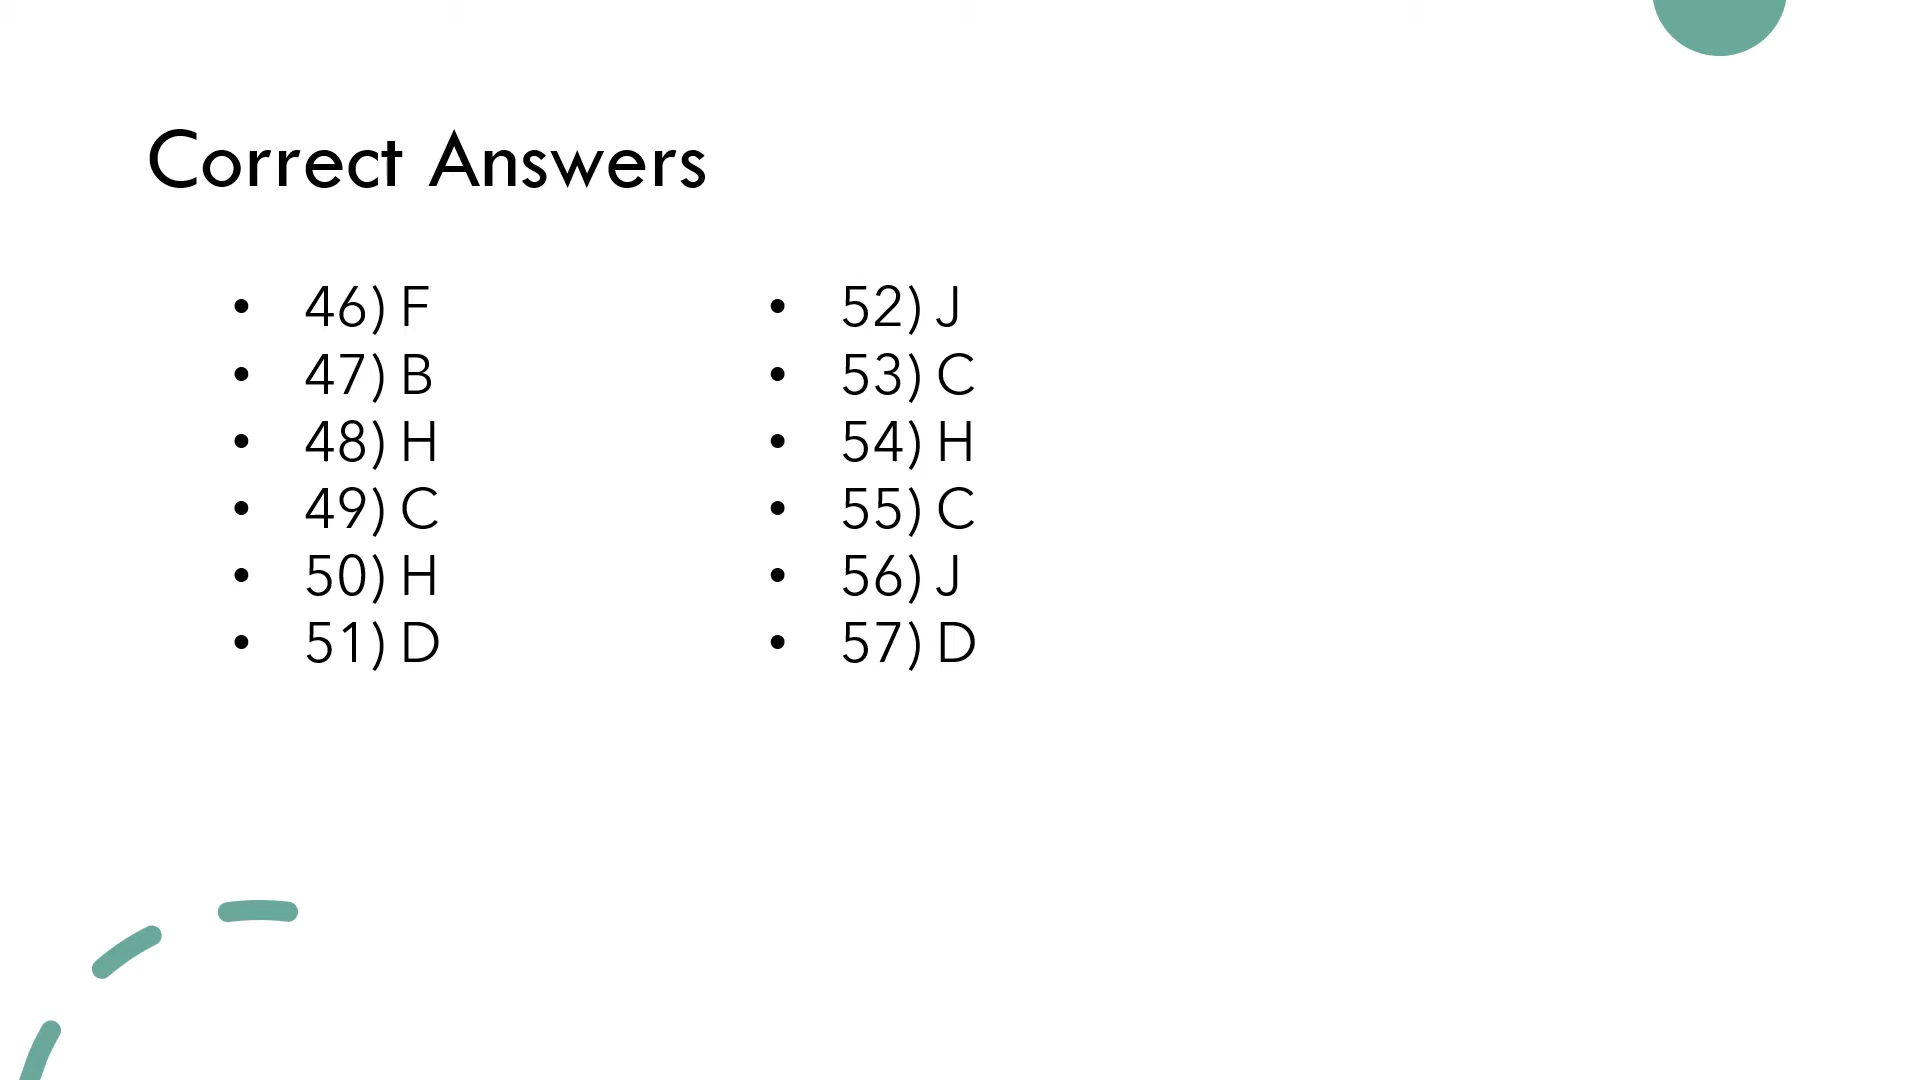 Correct Answers
• 46) F
• 47) B
• 48) H
• 49) C
• 50) H
• 51) D
• 52) J
• 53) C
• 54) H
• 55) C
• 56) J
• 57) D